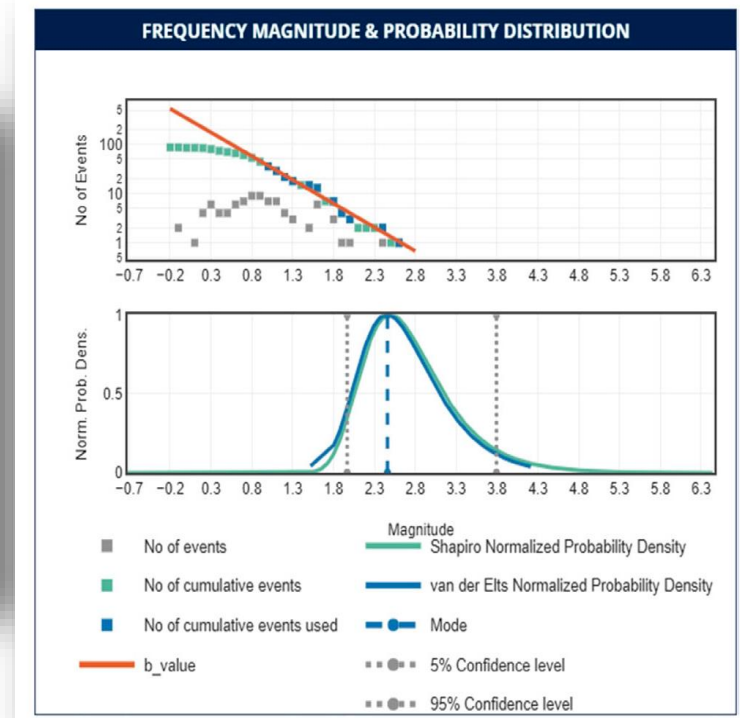 FREQUENCY MAGNITUDE & PROBABILITY DISTRIBUTION
No of Events
5
2
100
5
2
10
5
2
1
5
−0.7 −0.2 0.3 0.8 1.3 1.8 2.3 2.8 3.3 3.8 4.3 4.8 5.3 5.8 6.3
Norm. Prob. Dens.
1
0.5
0
−0.7 −0.2 0.3 0.8 1.3 1.8 2.3 2.8 3.3 3.8 4.3 4.8 5.3 5.8 6.3
Magnitude
No of events
Shapiro Normalized Probability Density
No of cumulative events
van der Elts Normalized Probability Density
No of cumulative events used
Mode
b_value
5% Confidence level
95% Confidence level